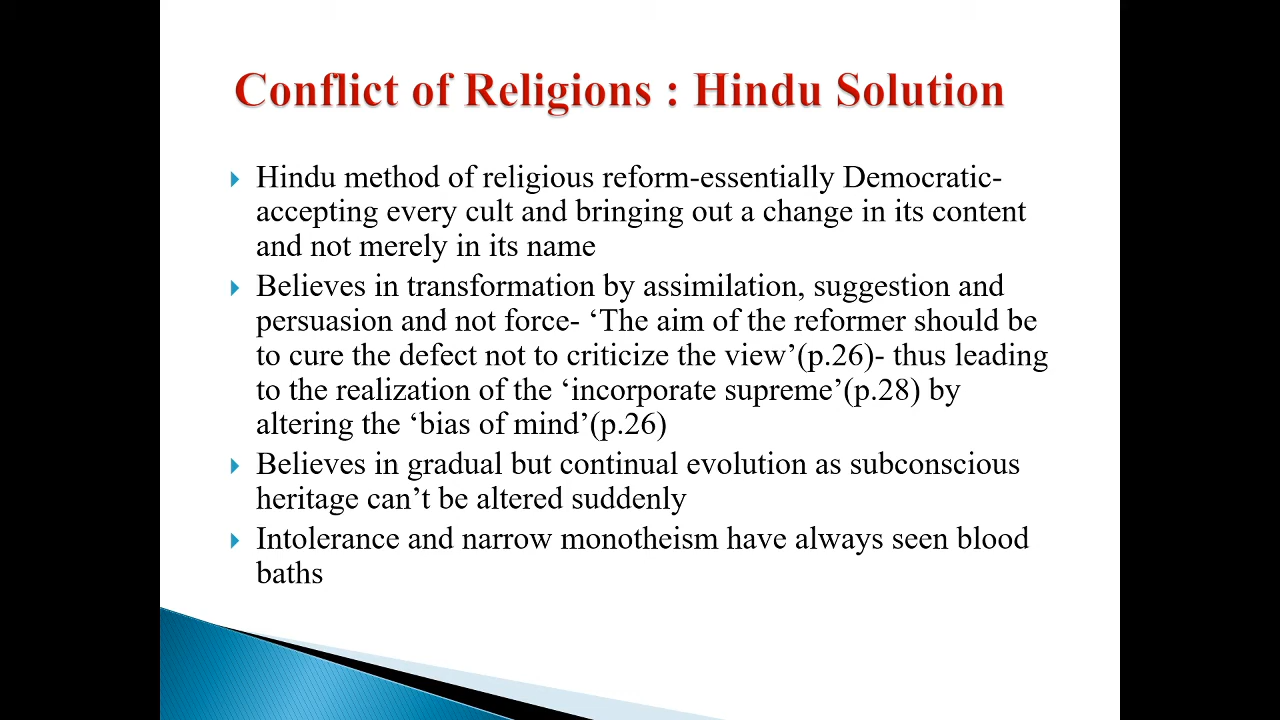 Conflict of Religions : Hindu Solution
Hindu method of religious reform-essentially Democratic-
accepting every cult and bringing out a change in its content
and not merely in its name
Believes in transformation by assimilation, suggestion and
persuasion and not force- ‘The aim of the reformer should be
to cure the defect not to criticize the view’(p.26)- thus leading
to the realization of the ‘incorporate supreme’(p.28) by
altering the ‘bias of mind’(p.26)
Believes in gradual but continual evolution as subconscious
heritage can’t be altered suddenly
Intolerance and narrow monotheism have always seen blood
baths